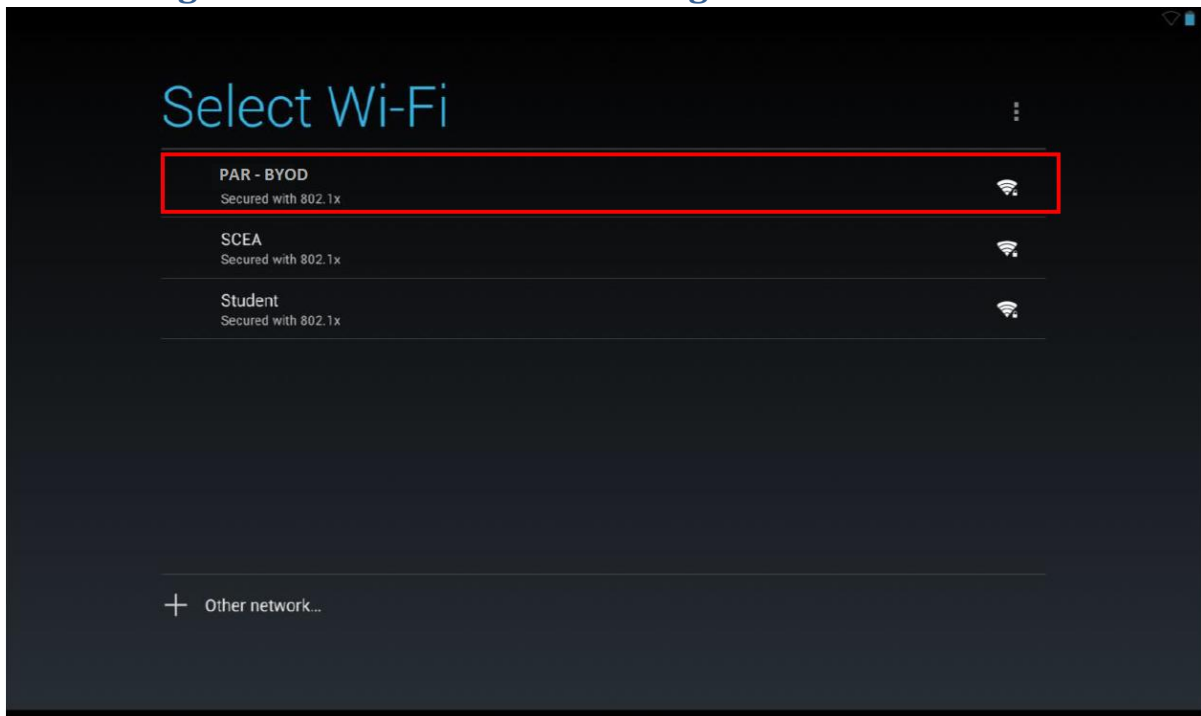 Select Wi-Fi
PAR - BYOD
Secured with 802.1x
SCEA
Secured with 802.1x
Student
Secured with 802.1x
Other network...